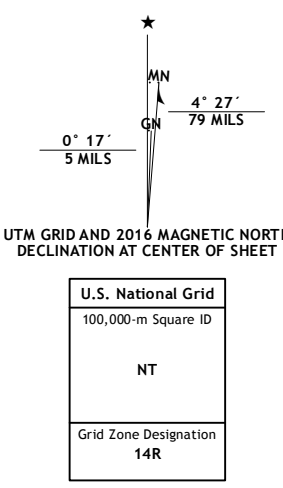 ★
MN
4° 27´
79 MILS
GN
0° 17´
5 MILS
UTM GRID AND 2016 MAGNETIC NORTH
DECLINATION AT CENTER OF SHEET
U.S. National Grid
100,000-m Square ID
NT
Grid Zone Designation
14R